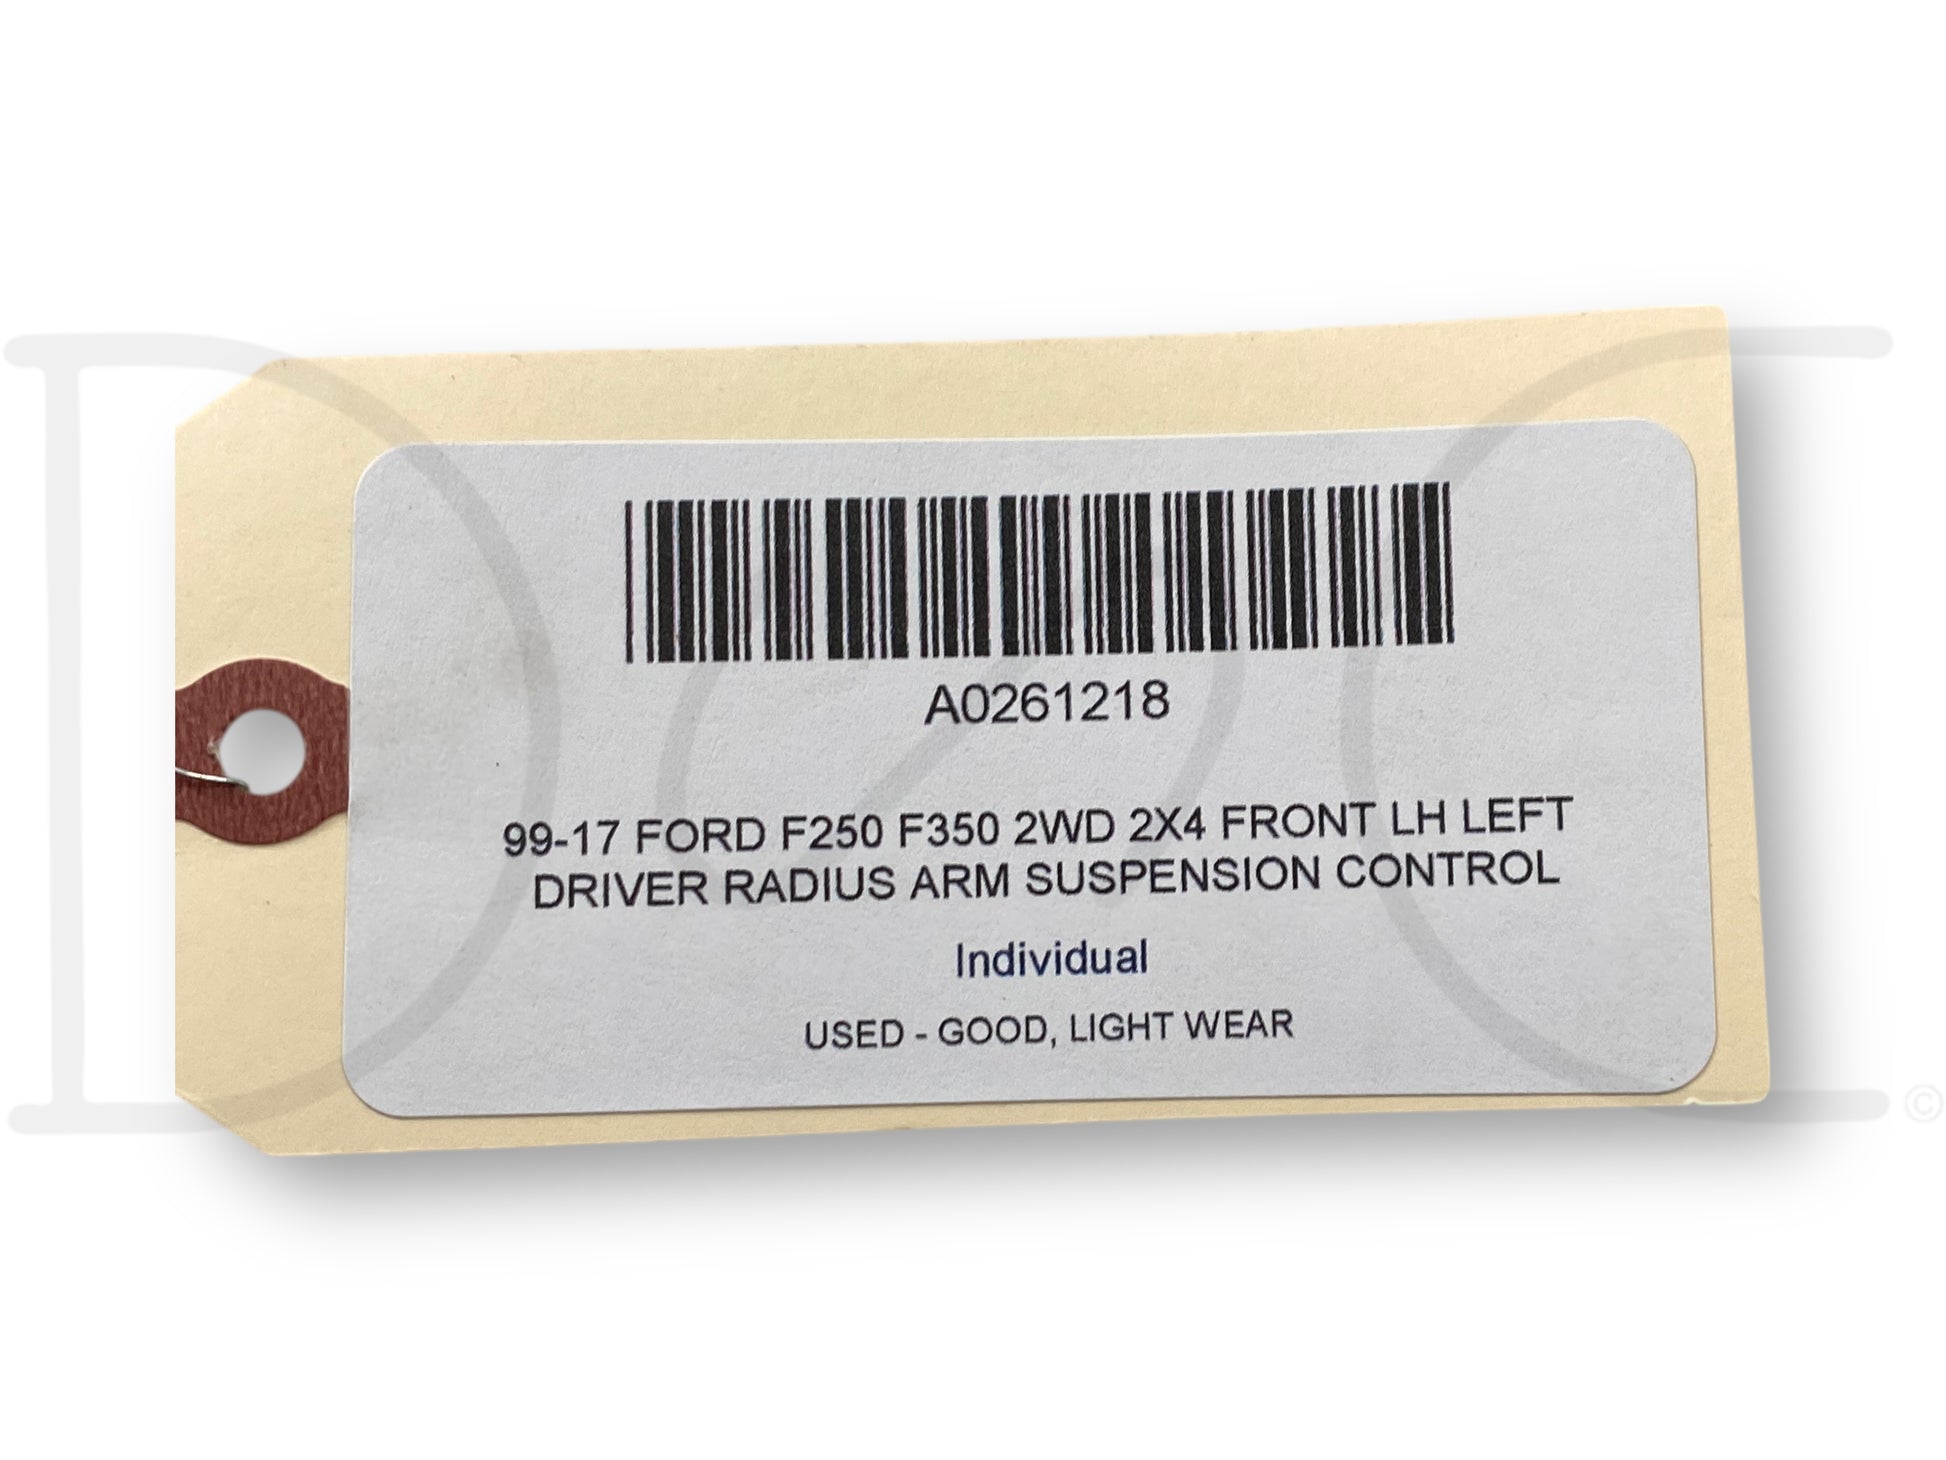 A0261218
99-17 FORD F250 F350 2WD 2X4 FRONT LH LEFT
DRIVER RADIUS ARM SUSPENSION CONTROL
Individual
USED - GOOD, LIGHT WEAR
©